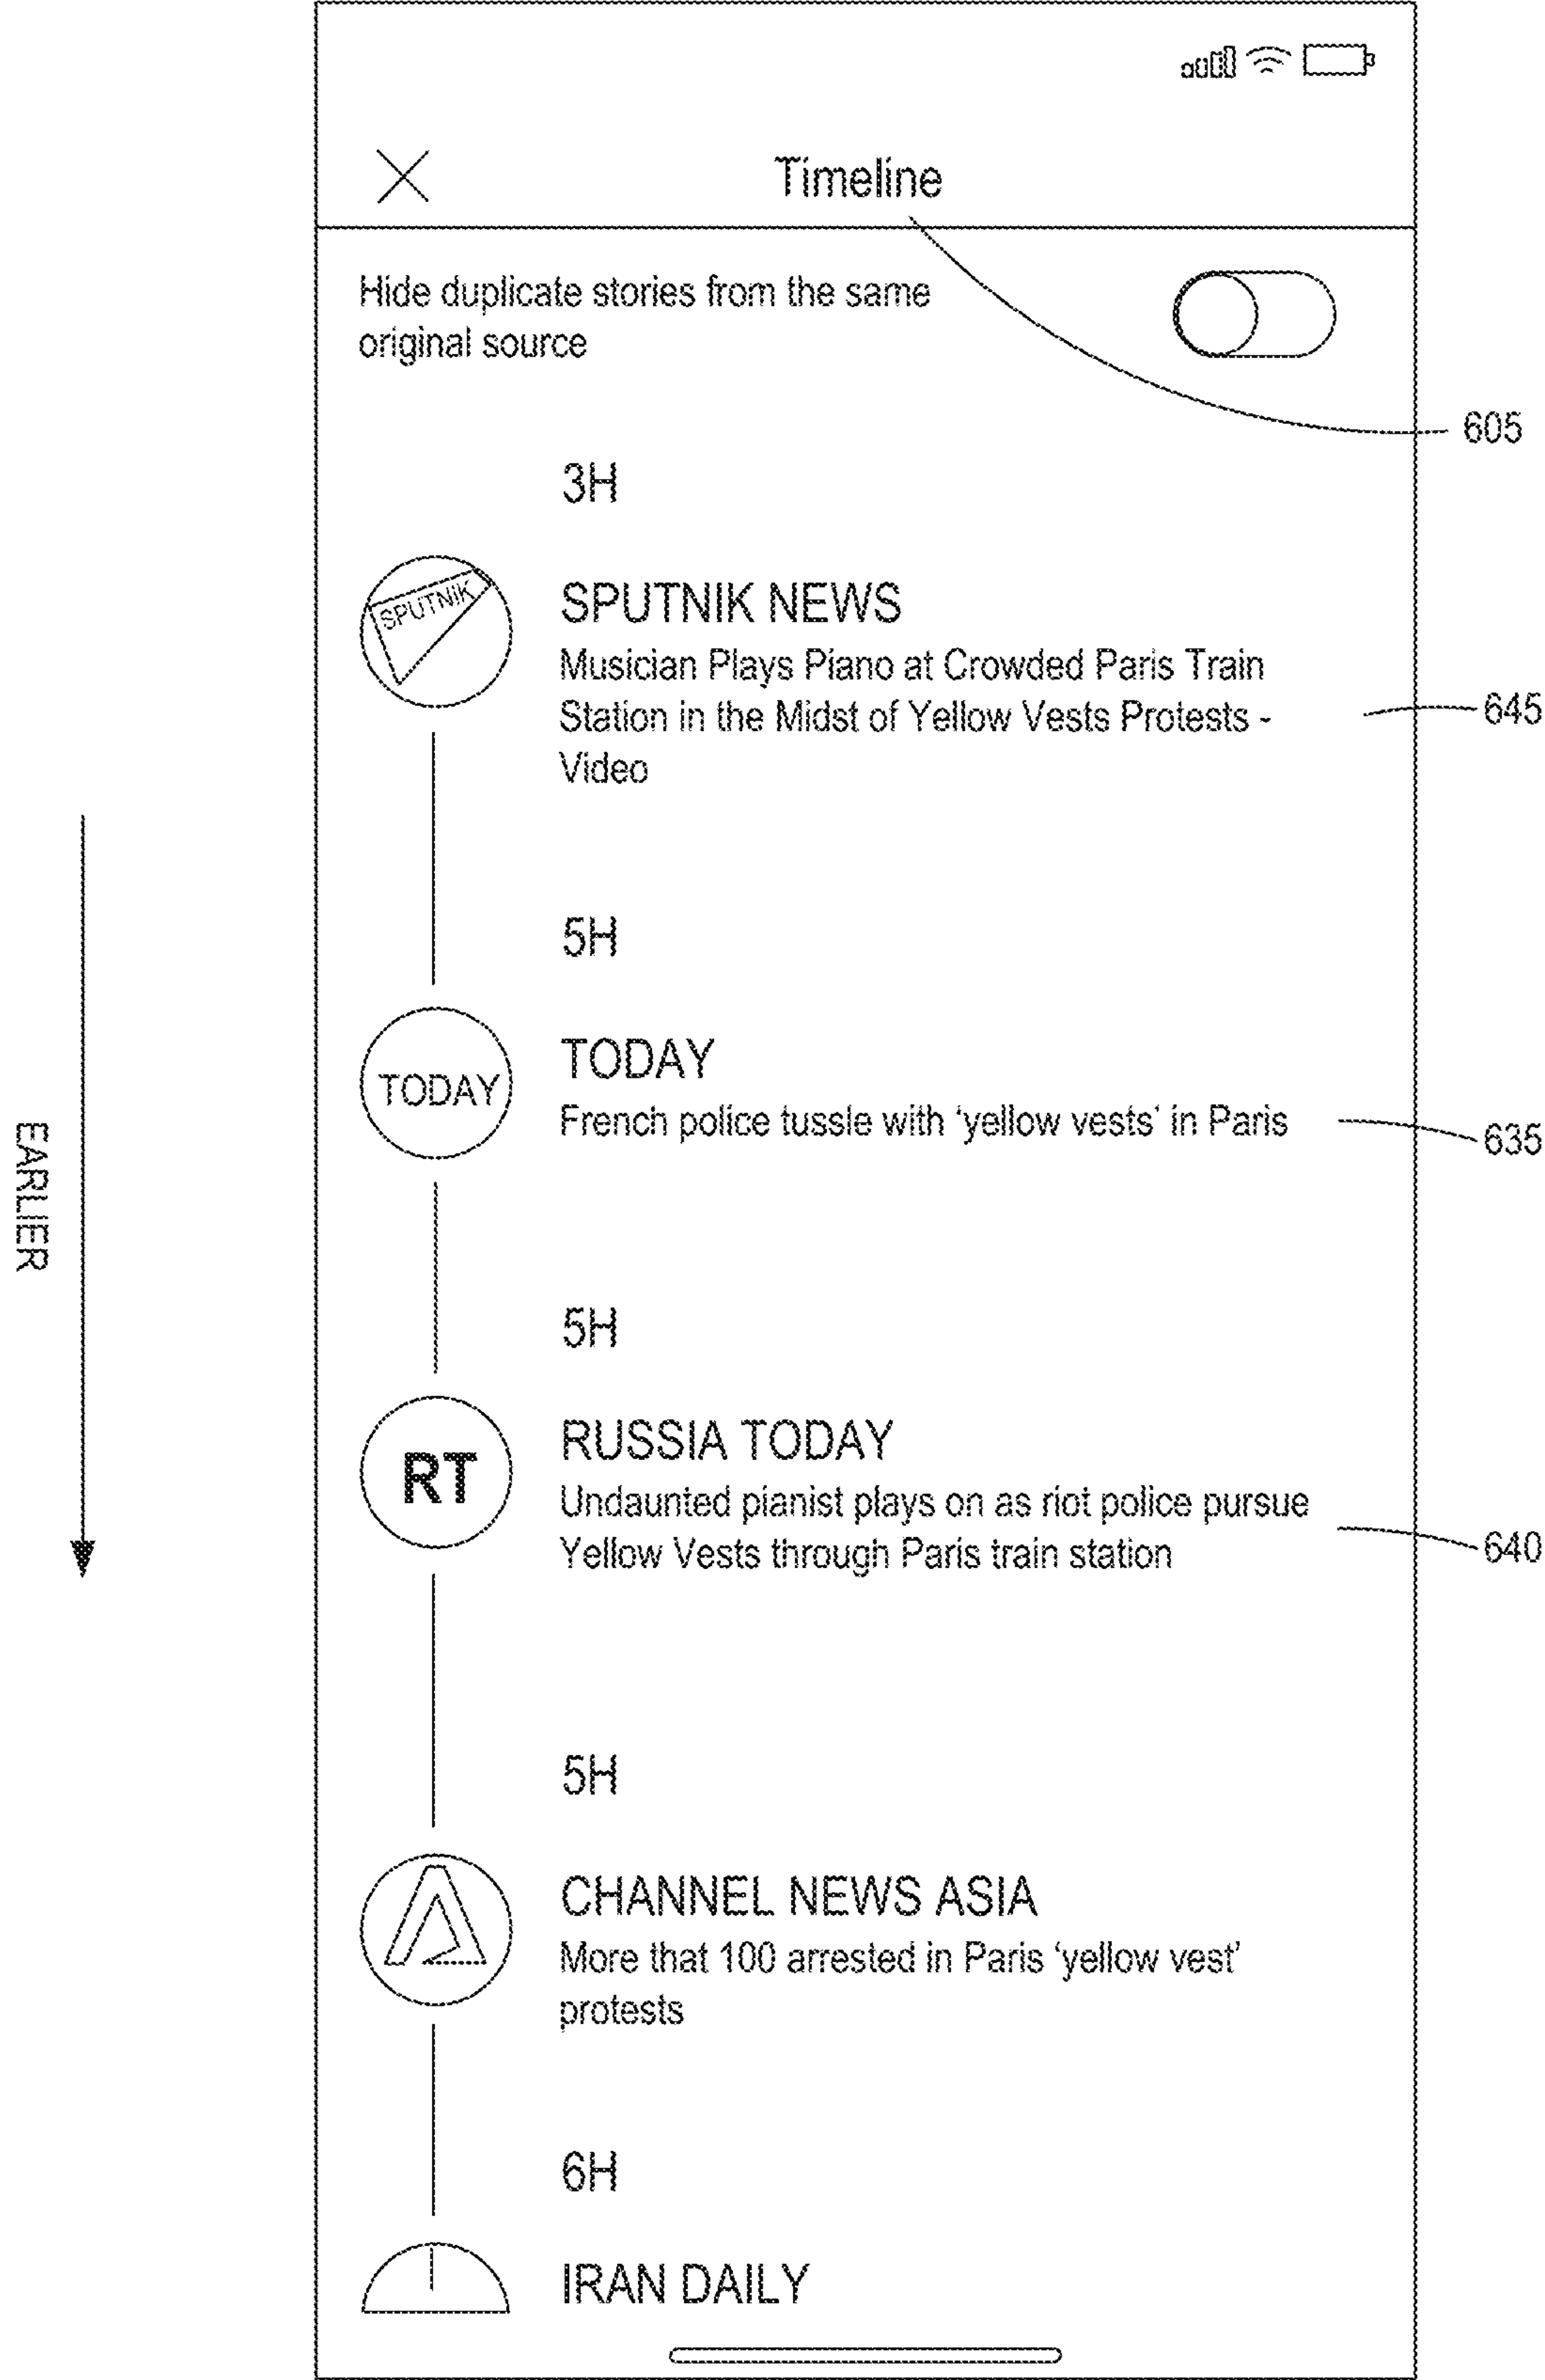 Timeline
Hide duplicate stories from the same
original source
605
3H
SPUTNIK
SPUTNIK NEWS
Musician Plays Piano at Crowded Paris Train
Station in the Midst of Yellow Vests Protests -
Video
645
5H
TODAY
TODAY
French police tussle with ‘yellow vests’ in Paris
635
EARLIER
5H
RT
RUSSIA TODAY
Undaunted pianist plays on as riot police pursue
Yellow Vests through Paris train station
640
5H
CHANNEL NEWS ASIA
More that 100 arrested in Paris ‘yellow vest’
protests
6H
IRAN DAILY